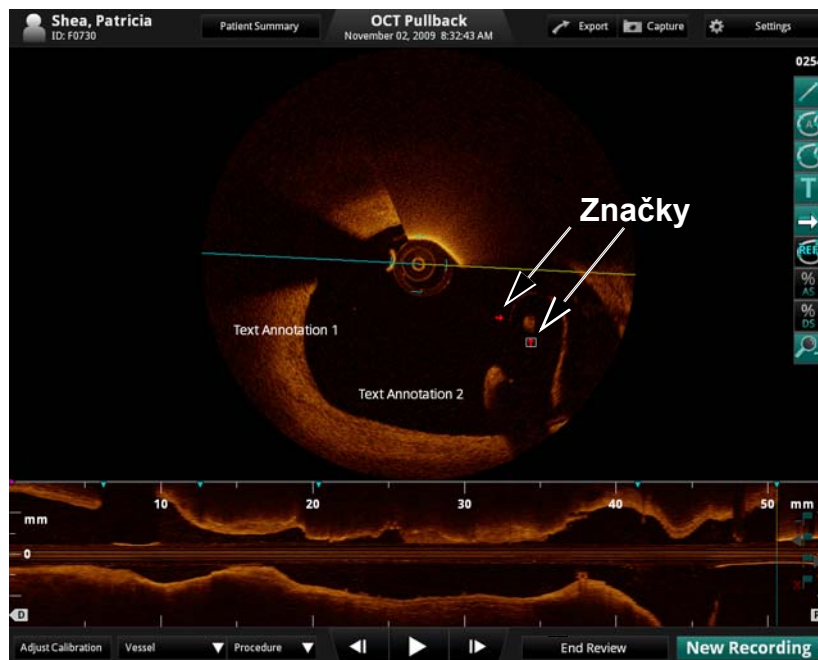 Shea, Patricia
ID: F0730
Patient Summary
OCT Pullback
November 02, 2009 8:32:43 AM
Export
Capture
Settings
A
T
REF
%
AS
%
DS
Značky
Text Annotation 1
Text Annotation 2
10
20
30
40
50
mm
mm
0
D
Adjust Calibration
Vessel
Procedure
End Review
New Recording